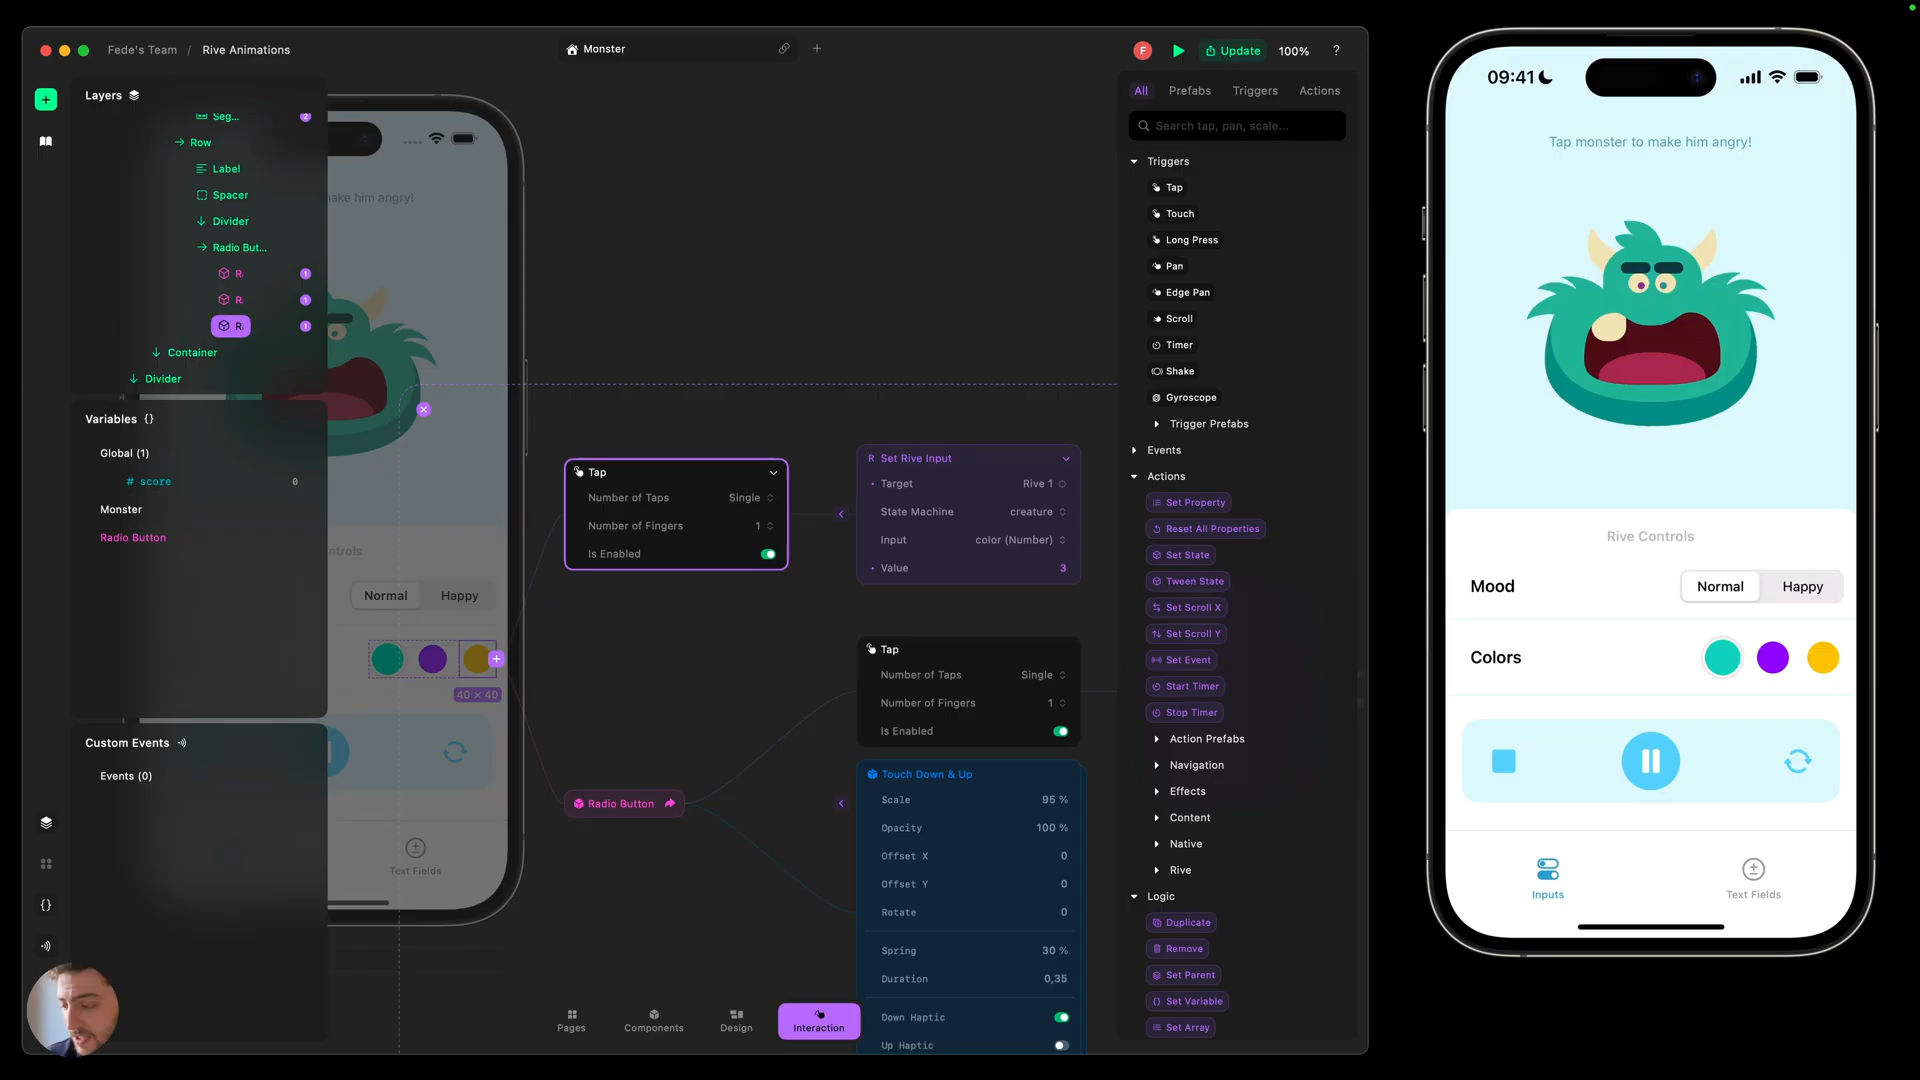 Fede's Team / Rive Animations
Monster
F
Update
100%
?
Layers
Seg...
2
Row
Label
Spacer
Divider
Radio But...
R
1
R
1
R
1
Container
Divider
Variables {}
Global (1)
# score
0
Monster
Radio Button
Custom Events
Events (0)
ake him angry!
ntrols
Normal
Happy
40 × 40
Text Fields
Tap
Number of Taps
Single
Number of Fingers
1
Is Enabled
Radio Button
R Set Rive Input
Target
Rive 1
State Machine
creature
Input
color (Number)
Value
3
Tap
Number of Taps
Single
Number of Fingers
1
Is Enabled
Touch Down & Up
Scale
95 %
Opacity
100 %
Offset X
0
Offset Y
0
Rotate
0
Spring
30 %
Duration
0,35
Down Haptic
Up Haptic
Pages
Components
Design
Interaction
All
Prefabs
Triggers
Actions
Search tap, pan, scale...
Triggers
Tap
Touch
Long Press
Pan
Edge Pan
Scroll
Timer
Shake
Gyroscope
Trigger Prefabs
Events
Actions
Set Property
Reset All Properties
Set State
Tween State
Set Scroll X
Set Scroll Y
Set Event
Start Timer
Stop Timer
Action Prefabs
Navigation
Effects
Content
Native
Rive
Logic
Duplicate
Remove
Set Parent
{} Set Variable
Set Array
09:41
Tap monster to make him angry!
Rive Controls
Mood
Normal
Happy
Colors
Inputs
Text Fields